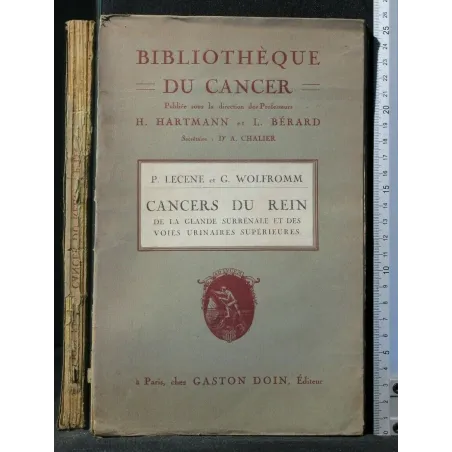 BIBLIOTHÈQUE
DU CANCER
Publiée sous la direction des Professeurs
H. HARTMANN et L. BÉRARD
Secrétaire : Dr A. CHALIER
P. LECÈNE et G. WOLFROMM
CANCERS DU REIN
DE LA GLANDE SURRÉNALE ET DES
VOIES URINAIRES SUPÉRIEURES
à Paris, chez GASTON DOIN, Éditeur